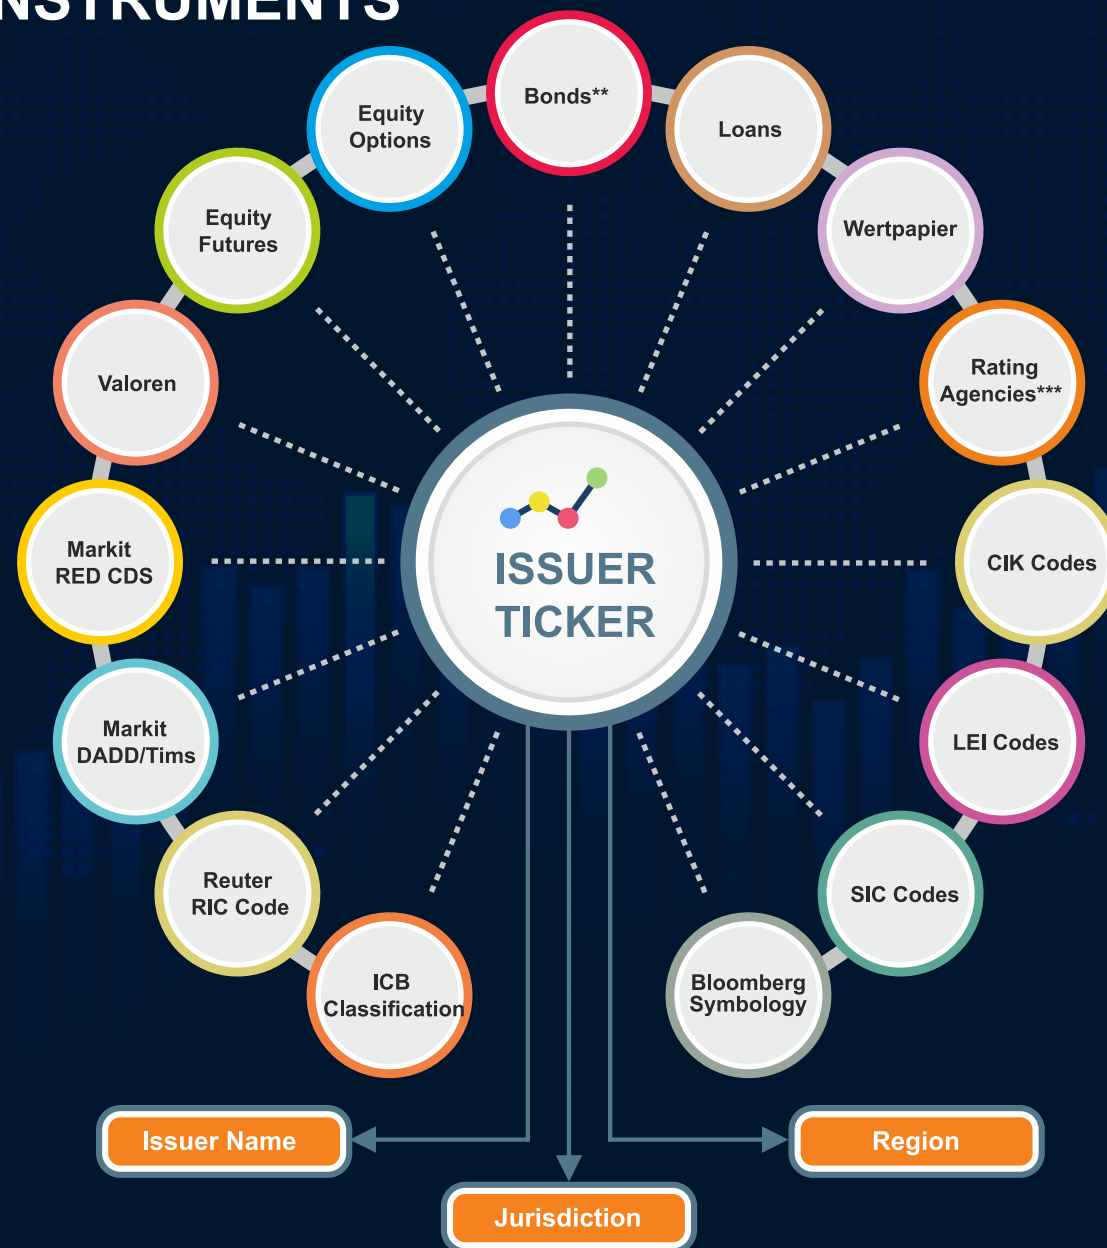 NSTRUMENTS
Bonds**
Equity
Options
Loans
Equity
Futures
Wertpapier
Valoren
Rating
Agencies***
Markit
RED CDS
ISSUER
TICKER
CIK Codes
Markit
DADD/Tims
LEI Codes
Reuter
RIC Code
SIC Codes
ICB
Classification
Bloomberg
Symbology
Issuer Name
Region
Jurisdiction